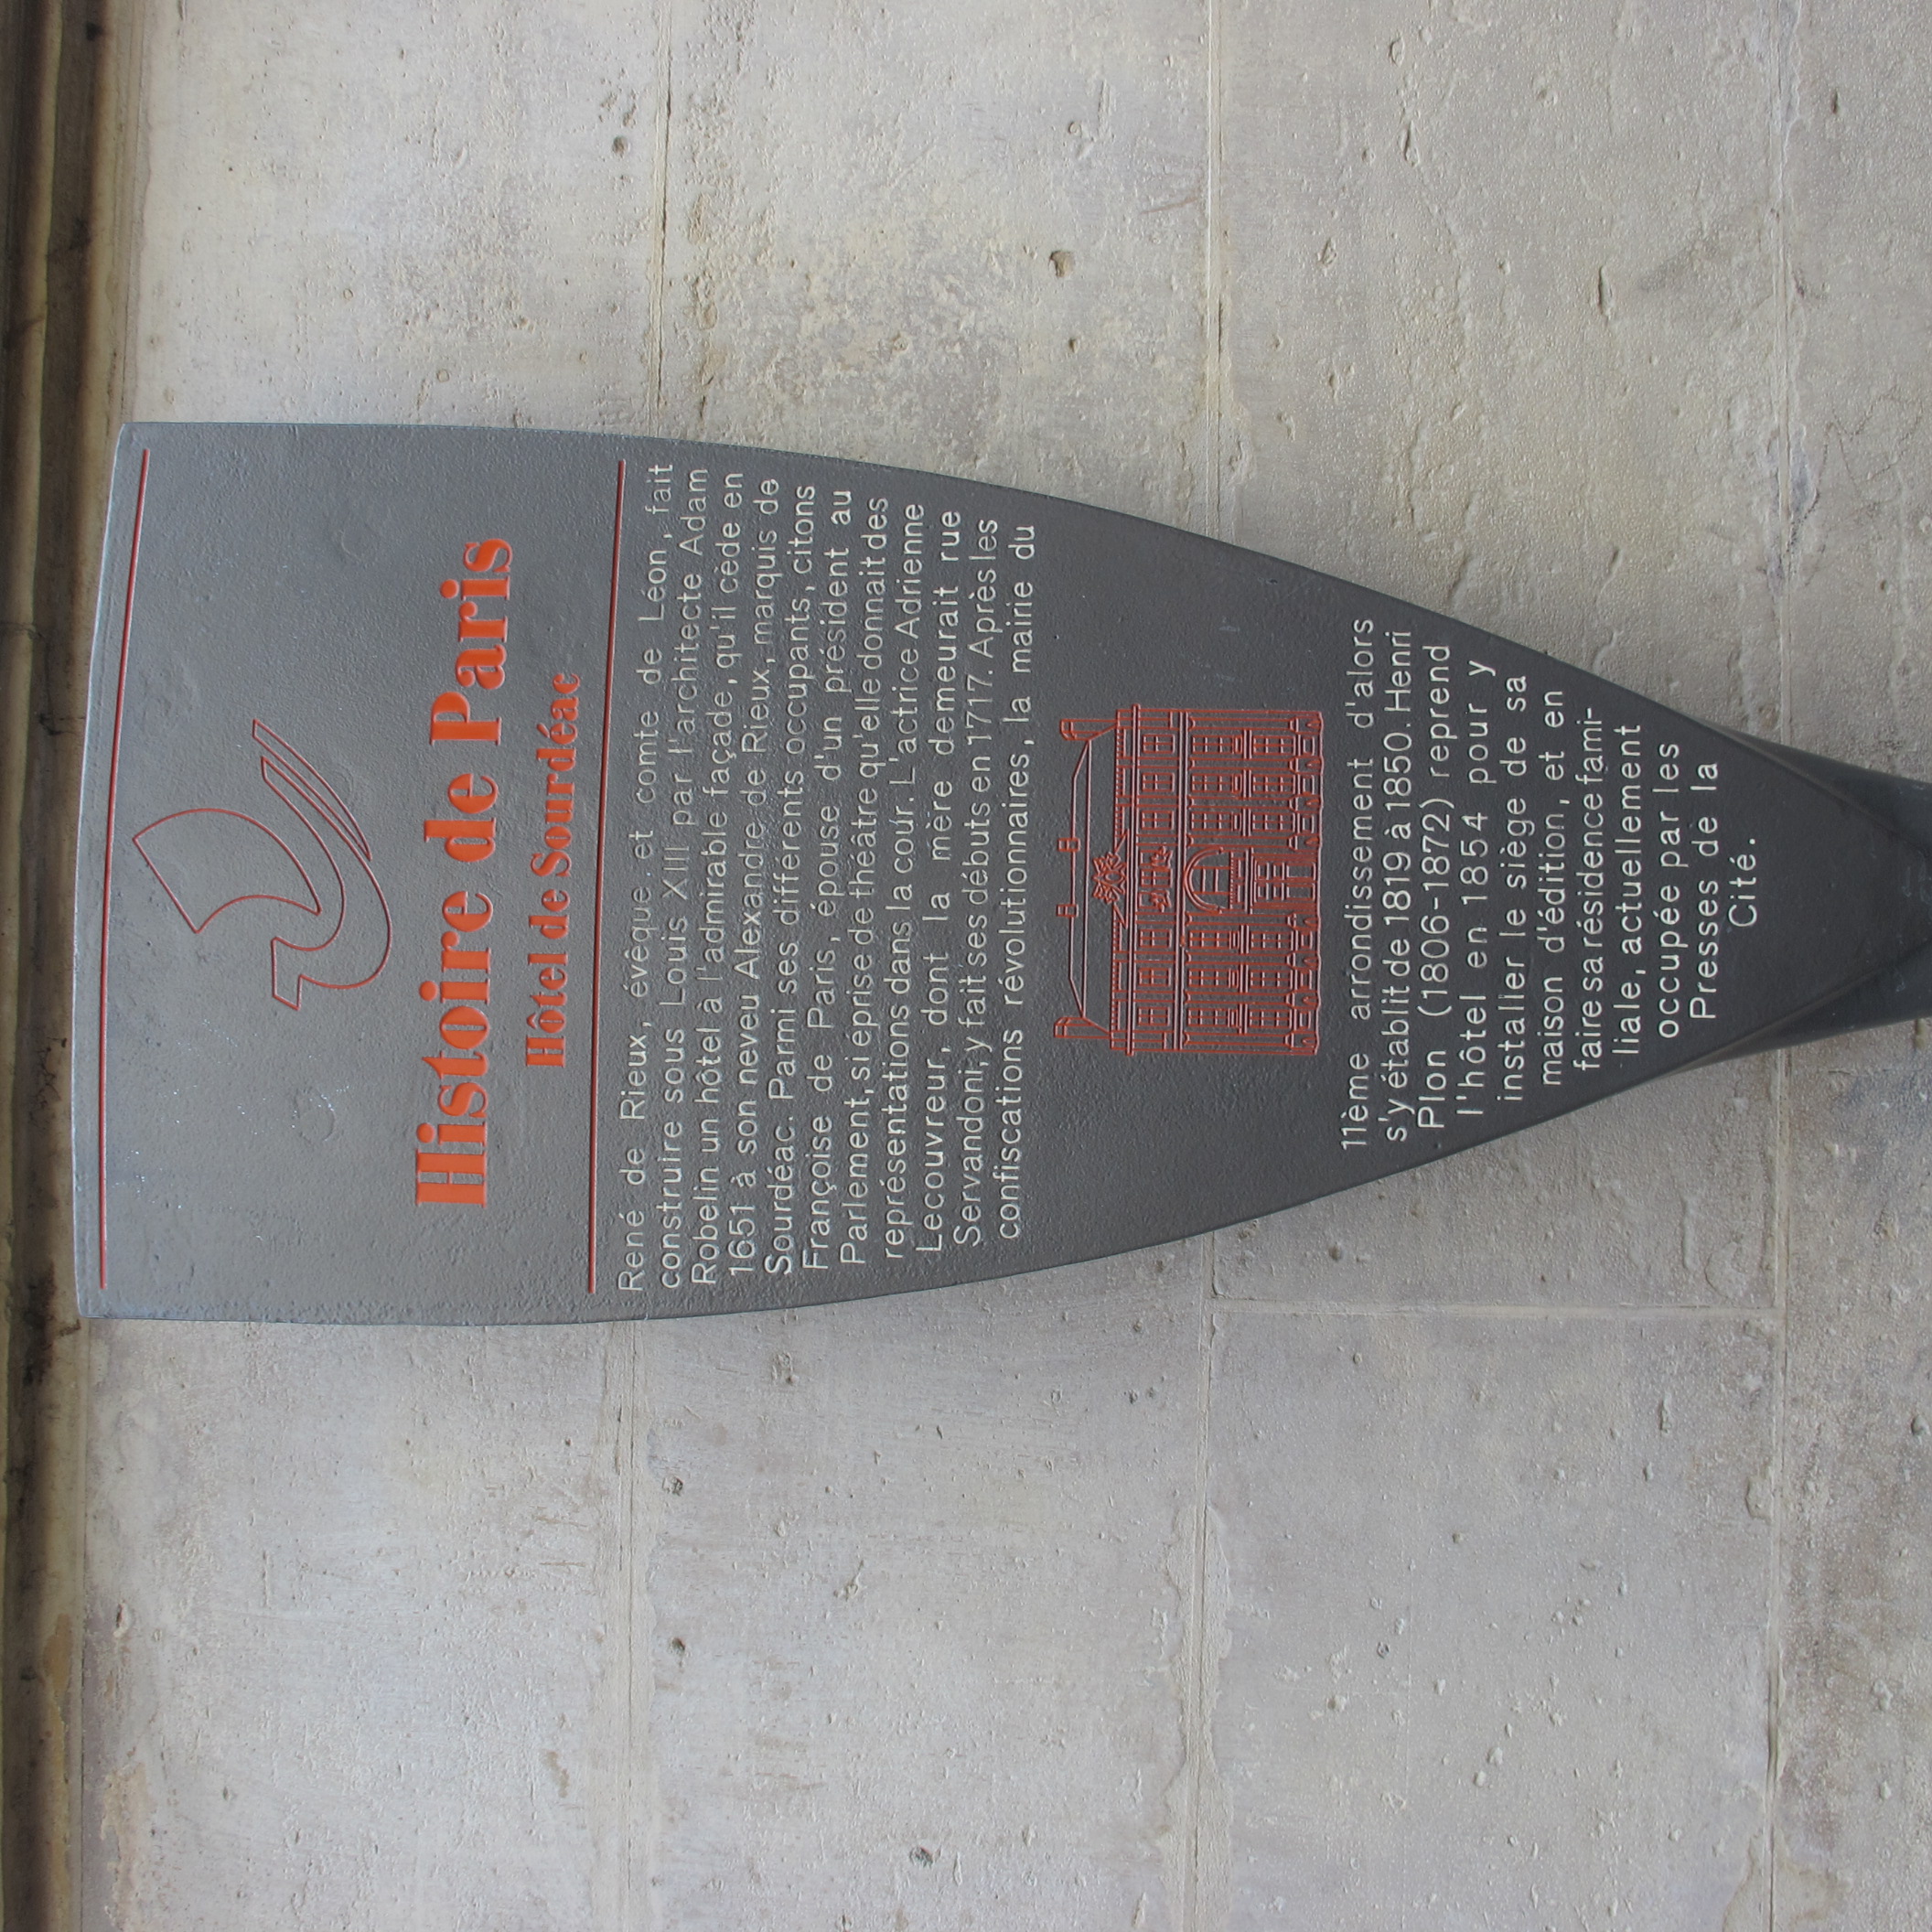 Histoire de Paris
Hôtel de Sourdéac
René de Rieux, évêque et comte de Léon, fait
construire sous Louis XIII par l'architecte Adam
Robelin un hôtel à l'admirable façade, qu'il cède en
1651 à son neveu Alexandre de Rieux, marquis de
Sourdéac. Parmi ses différents occupants, citons
Françoise de Paris, épouse d'un président au
Parlement, si éprise de théâtre qu'elle donnait des
représentations dans la cour. L'actrice Adrienne
Lecouvreur, dont la mère demeurait rue
Servandoni, y fait ses débuts en 1717. Après les
confiscations révolutionnaires, la mairie du
11ème arrondissement d'alors
s'y établit de 1819 à 1850. Henri
Plon (1806-1872) reprend
l'hôtel en 1854 pour y
installer le siège de sa
maison d'édition, et en
faire sa résidence fami-
liale, actuellement
occupée par les
Presses de la
Cité.